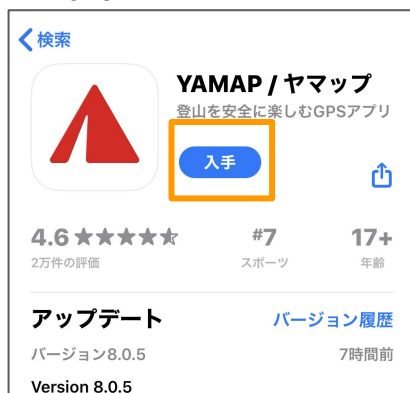 検索
YAMAP / ヤマップ
登山を安全に楽しむGPSアプリ
入手
4.6 #7 17+
2万件の評価 スポーツ 年齢
アップデート バージョン履歴
バージョン8.0.5 7時間前
Version 8.0.5